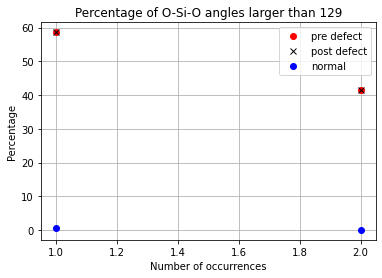 Percentage of O-Si-O angles larger than 129
60
50
40
30
20
10
0
Percentage
pre defect
post defect
normal
1.0 1.2 1.4 1.6 1.8 2.0
Number of occurrences